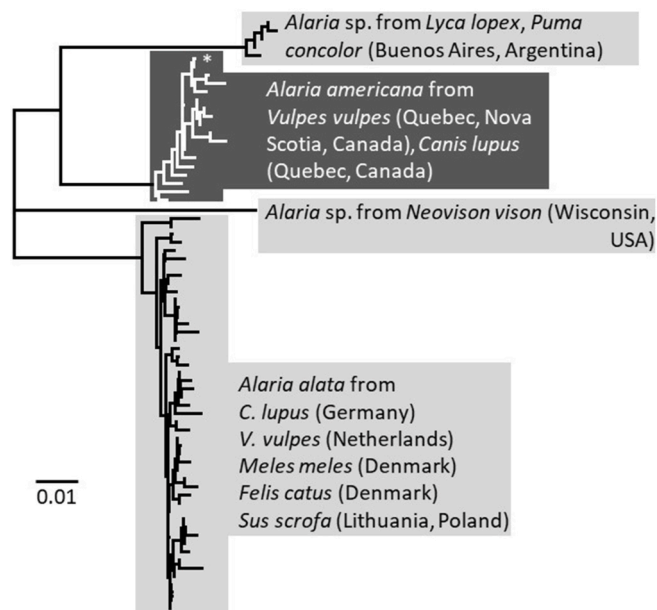 Alaria sp. from Lyca lopex, Puma
concolor (Buenos Aires, Argentina)
*
Alaria americana from
Vulpes vulpes (Quebec, Nova
Scotia, Canada), Canis lupus
(Quebec, Canada)
Alaria sp. from Neovison vison (Wisconsin,
USA)
Alaria alata from
C. lupus (Germany)
V. vulpes (Netherlands)
Meles meles (Denmark)
Felis catus (Denmark)
Sus scrofa (Lithuania, Poland)
0.01